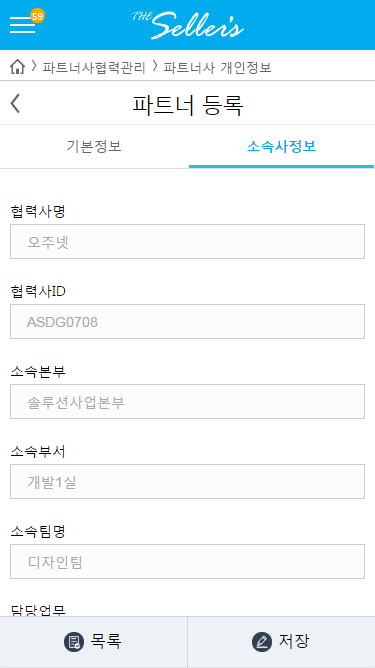 59
THE
Seller's
파트너사협력관리 > 파트너사 개인정보
파트너 등록
기본정보 소속사정보
협력사명
오주넷
협력사ID
ASDG0708
소속본부
솔루션사업본부
소속부서
개발1실
소속팀명
디자인팀
담당업무
목록 저장